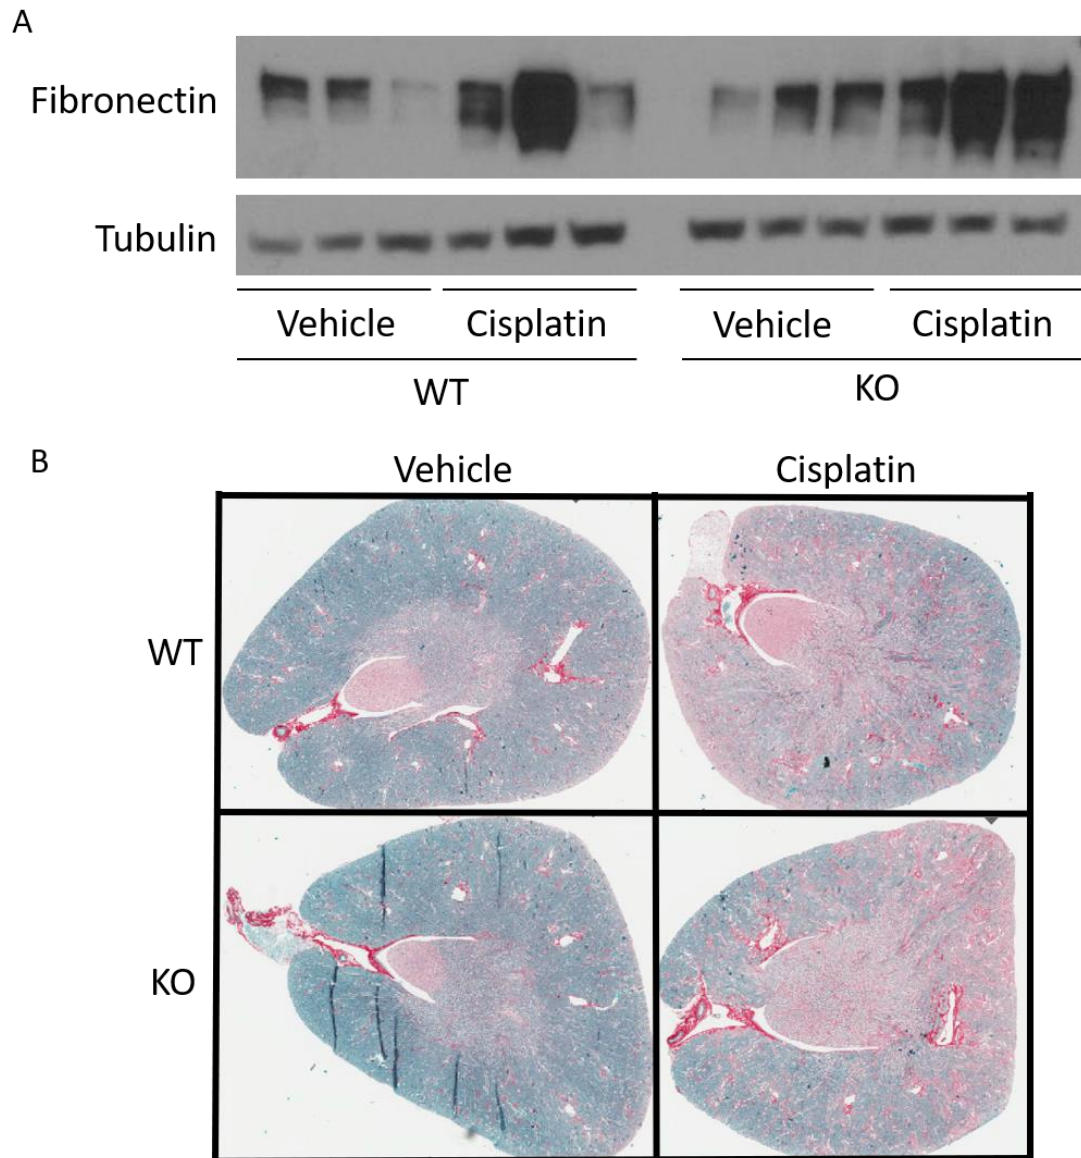 A
Fibronectin
Tubulin
Vehicle Cisplatin Vehicle Cisplatin
WT KO
B
Vehicle Cisplatin
WT
KO